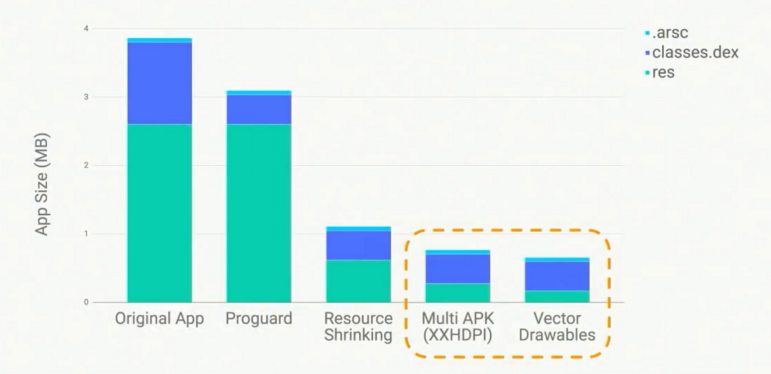 4
3
2
1
0
App Size (MB)
Original App
Proguard
Resource
Shrinking
Multi APK
(XXHDPI)
Vector
Drawables
.arsc
classes.dex
res